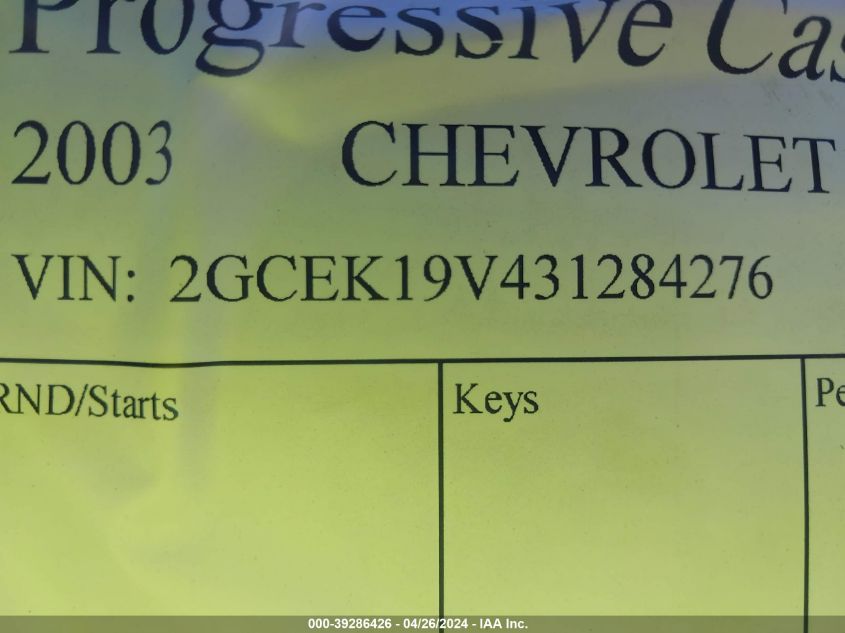 Progressive Cas
2003 CHEVROLET
VIN: 2GCEK19V431284276
RND/Starts Keys Pe
000-39286426 - 04/26/2024 - IAA Inc.